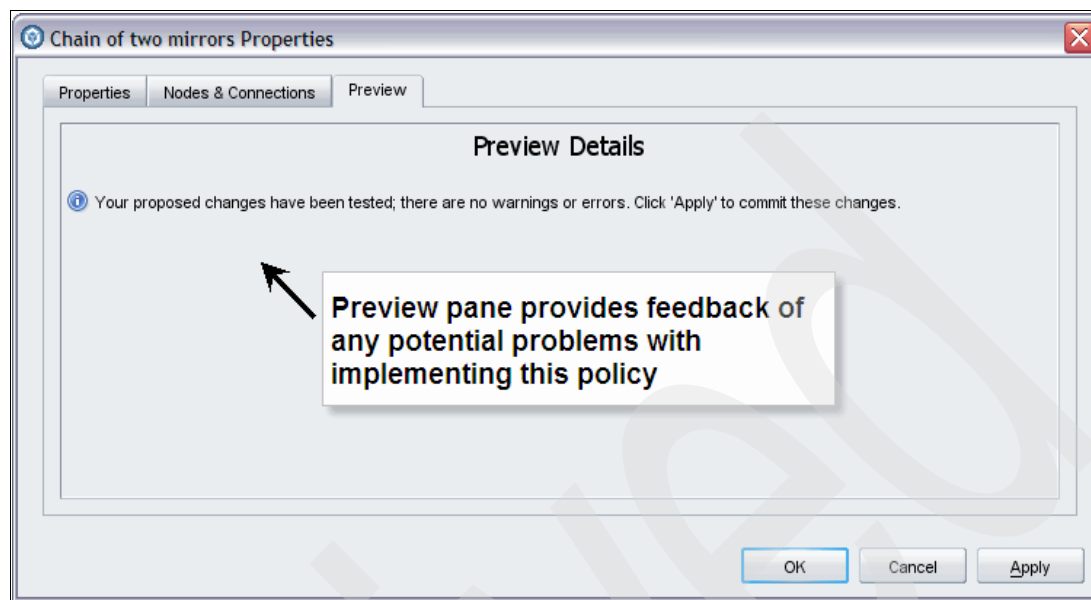 Chain of two mirrors Properties
Properties Nodes & Connections Preview
Preview Details
Your proposed changes have been tested; there are no warnings or errors. Click 'Apply' to commit these changes.
Preview pane provides feedback of
any potential problems with
implementing this policy
OK Cancel Apply